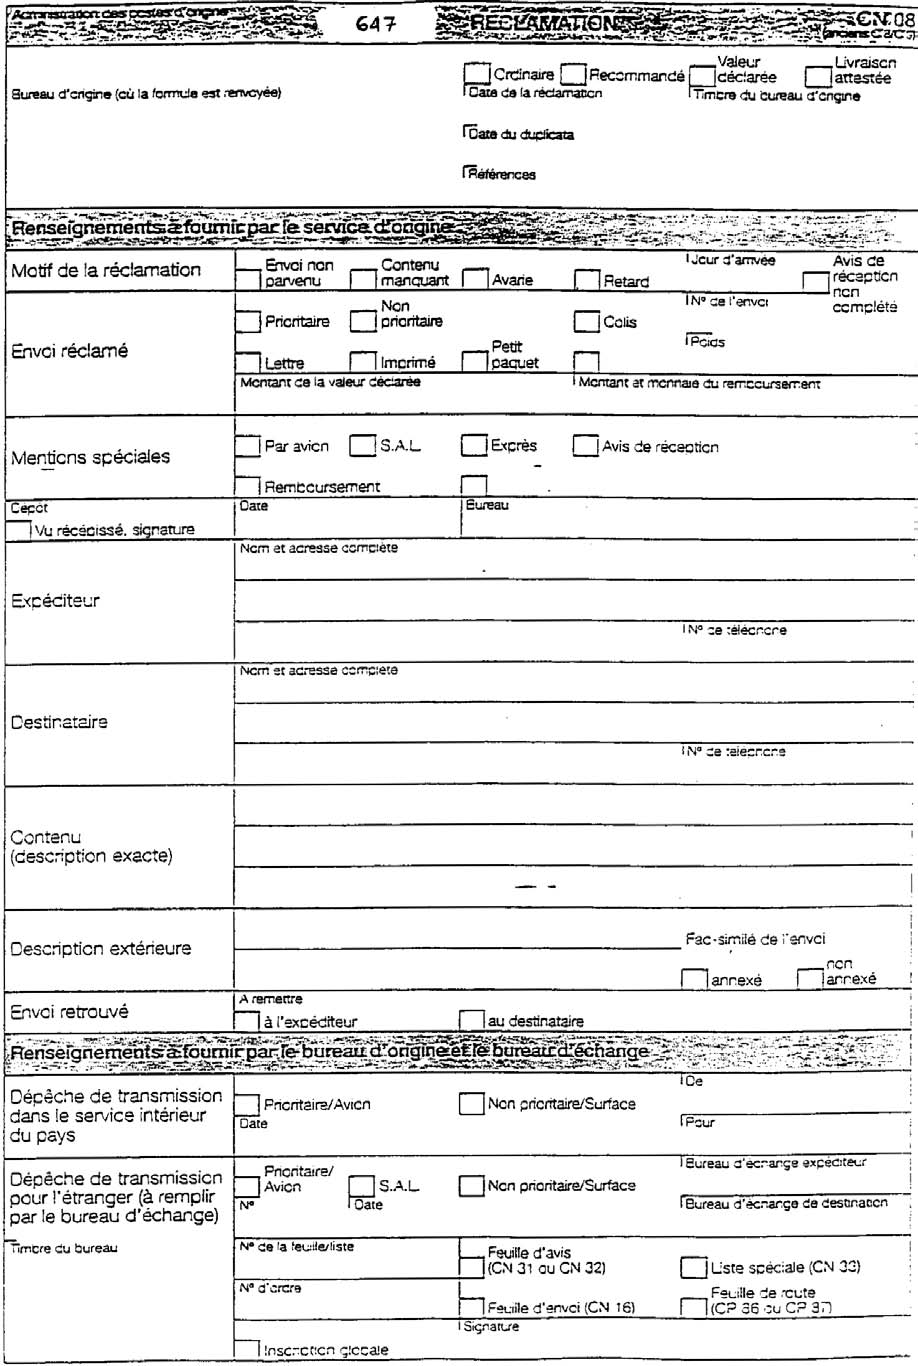 Administration des postes d'origine
647
RECLAMATION
CN 08
(anciens C8/C9)
Ordinaire
Recommandé
Valeur déclarée
Livraison attestée
Bureau d'origine (où la formule est renvoyée)
Date de la réclamation
Timbre du bureau d'origine
Date du duplicata
Références
Renseignements à fournir par le service d'origine
Motif de la réclamation
Envoi non parvenu
Contenu manquant
Avarie
Retard
Jour d'arrivée
Avis de réception non complété
Envoi réclamé
Prioritaire
Non prioritaire
Colis
N° de l'envoi
Poids
Lettre
Imprimé
Petit paquet
Montant de la valeur déclarée
Montant et monnaie du remboursement
Mentions spéciales
Par avion
S.A.L
Exprès
Avis de réception
Remboursement
Dépôt
Vu récépissé, signature
Date
Bureau
Expéditeur
Nom et adresse complète
N° de téléphone
Destinataire
Nom et adresse complète
N° de téléphone
Contenu
(description exacte)
Description extérieure
Fac-similé de l'envoi
annexé
non annexé
Envoi retrouvé
A remettre
à l'expéditeur
au destinataire
Renseignements à fournir par le bureau d'origine et le bureau d'échange
Dépêche de transmission
dans le service intérieur
du pays
Prioritaire/Avion
Date
Non prioritaire/Surface
De
Pour
Dépêche de transmission
pour l'étranger (à remplir
par le bureau d'échange)
Prioritaire/
Avion
N°
S.A.L
Date
Non prioritaire/Surface
Bureau d'échange expéditeur
Bureau d'échange de destination
Timbre du bureau
N° de la feuille/liste
Feuille d'avis
(CN 31 ou CN 32)
Liste spéciale (CN 33)
N° d'ordre
Feuille d'envoi (CN 16)
Feuille de route
(CP 86 ou CP 87)
Signature
Inscription globale